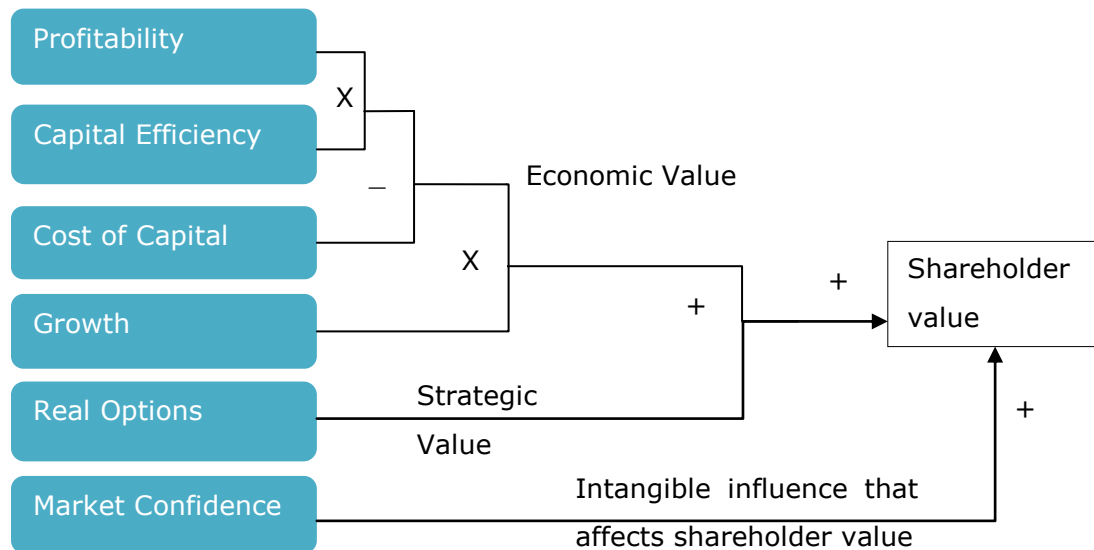 Profitability
X
Capital Efficiency
Economic Value
−
Cost of Capital
X
Shareholder
value
+
+
Growth
Real Options
Strategic
Value
+
Market Confidence
Intangible influence that
affects shareholder value